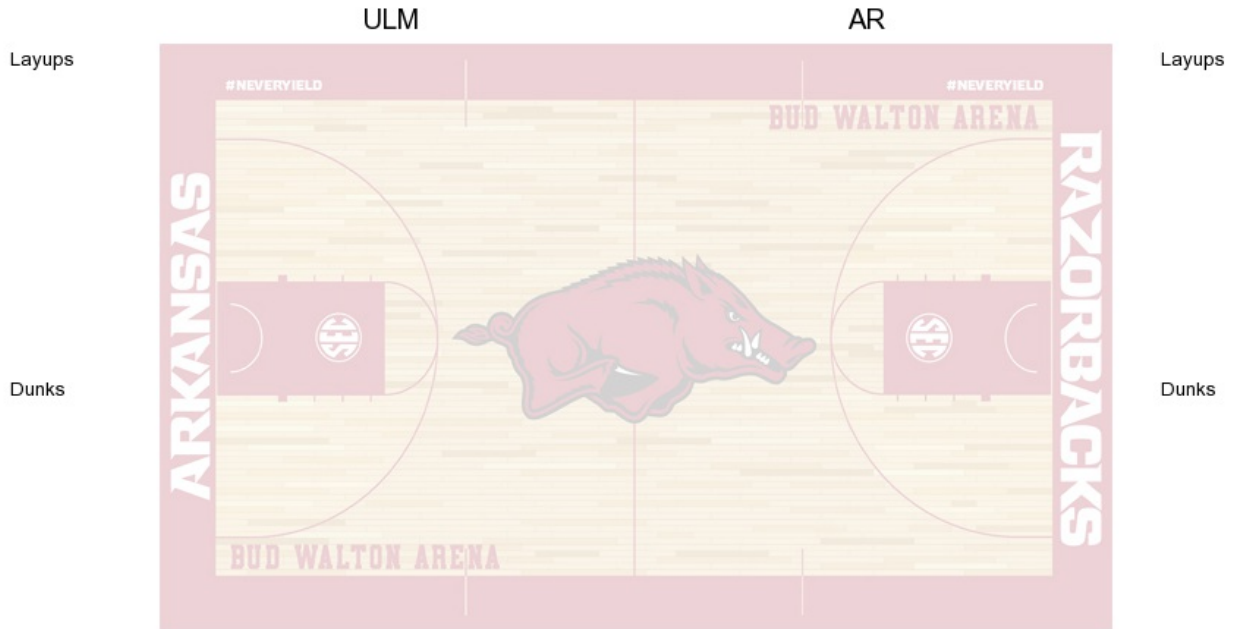 ULM
AR
Layups
Layups
#NEVERYIELD
#NEVERYIELD
BUD WALTON ARENA
ARKANSAS
RAZORBACKS
SEC
SEC
Dunks
Dunks
BUD WALTON ARENA